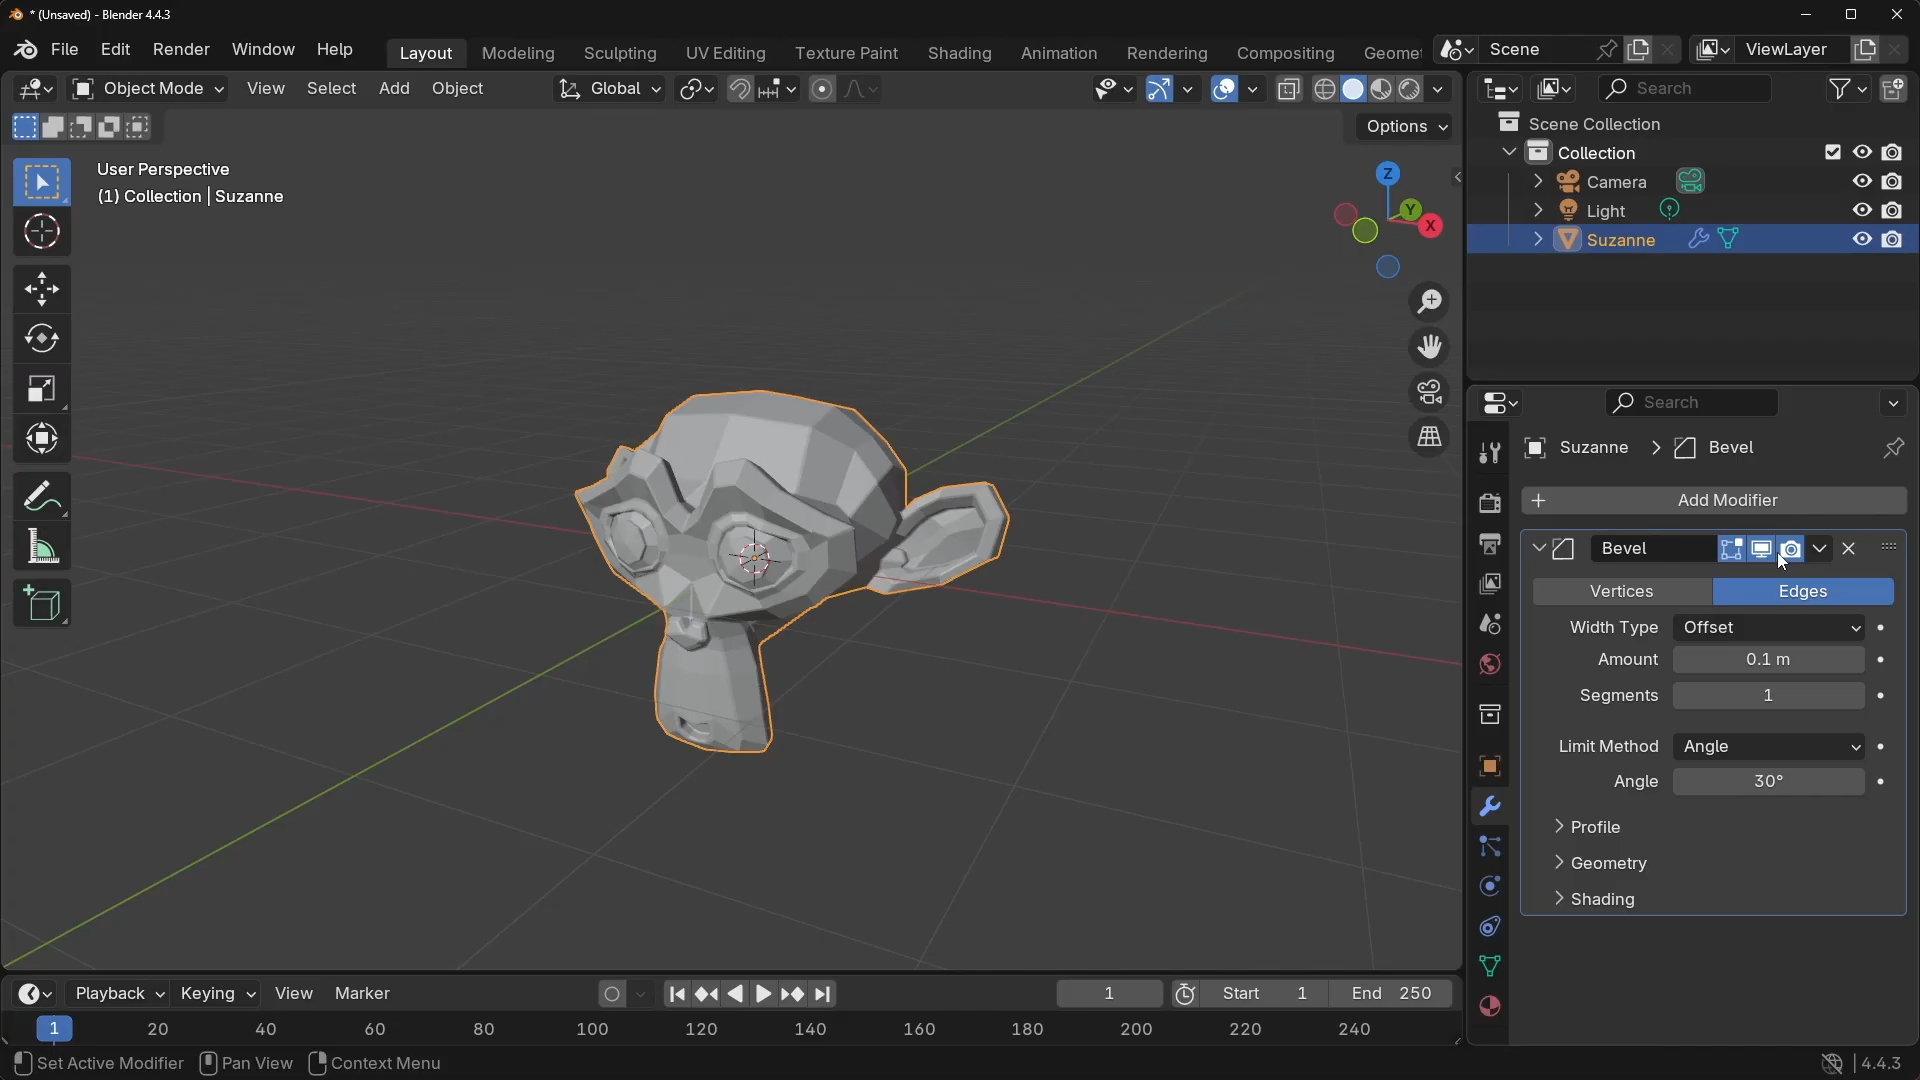 * (Unsaved) - Blender 4.4.3
File Edit Render Window Help Layout Modeling Sculpting UV Editing Texture Paint Shading Animation Rendering Compositing Geomet Scene ViewLayer
Object Mode View Select Add Object Global Search
Options
User Perspective
(1) Collection | Suzanne
Z
Y
X
Scene Collection
Collection
Camera
Light
Suzanne
Search
Suzanne > Bevel
+ Add Modifier
Bevel
Vertices Edges
Width Type Offset
Amount 0.1 m
Segments 1
Limit Method Angle
Angle 30°
Profile
Geometry
Shading
Playback Keying View Marker 1 Start 1 End 250
1 20 40 60 80 100 120 140 160 180 200 220 240
Set Active Modifier Pan View Context Menu 4.4.3